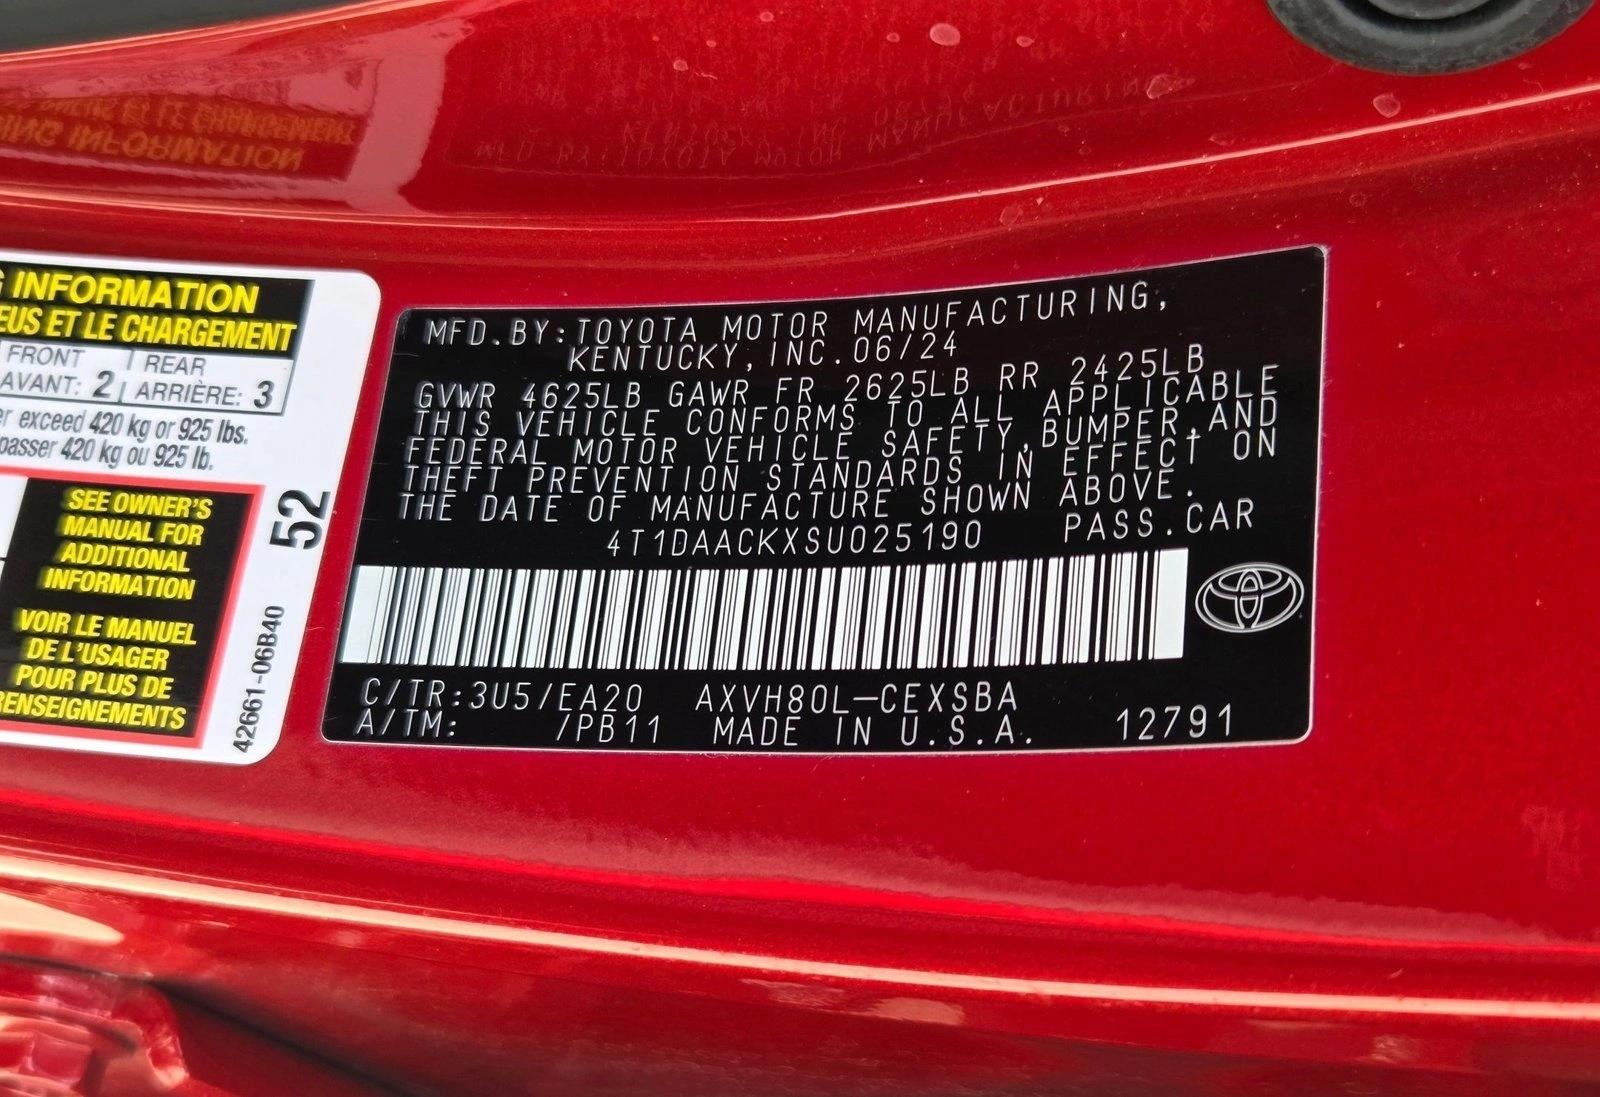 G INFORMATION
EUS ET LE CHARGEMENT
FRONT REAR
AVANT: 2 ARRIÈRE: 3
er exceed 420 kg or 925 lbs.
passer 420 kg ou 925 lb.
SEE OWNER'S
MANUAL FOR
ADDITIONAL
INFORMATION
VOIR LE MANUEL
DE L'USAGER
POUR PLUS DE
RENSEIGNEMENTS
52
42661-06B40
MFD.BY:TOYOTA MOTOR MANUFACTURING,
KENTUCKY,INC.06/24
GVWR 4625LB GAWR FR 2625LB RR 2425LB
THIS VEHICLE CONFORMS TO ALL APPLICABLE
FEDERAL MOTOR VEHICLE SAFETY,BUMPER,AND
THEFT PREVENTION STANDARDS IN EFFECT ON
THE DATE OF MANUFACTURE SHOWN ABOVE.
4T1DAACKXSU025190 PASS.CAR
C/TR:3U5/EA20 AXVH80L-CEXSBA
A/TM: /PB11 MADE IN U.S.A. 12791